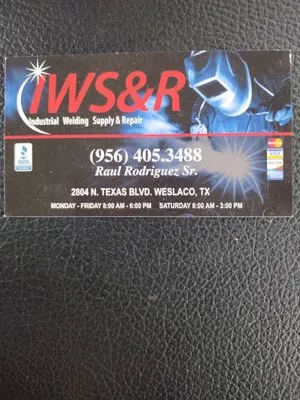 IWS&R
Industrial Welding Supply & Repair
(956) 405.3488
Raul Rodriguez Sr.
2804 N. TEXAS BLVD. WESLACO, TX
MONDAY - FRIDAY 8:00 AM - 6:00 PM SATURDAY 8:00 AM - 3:00 PM